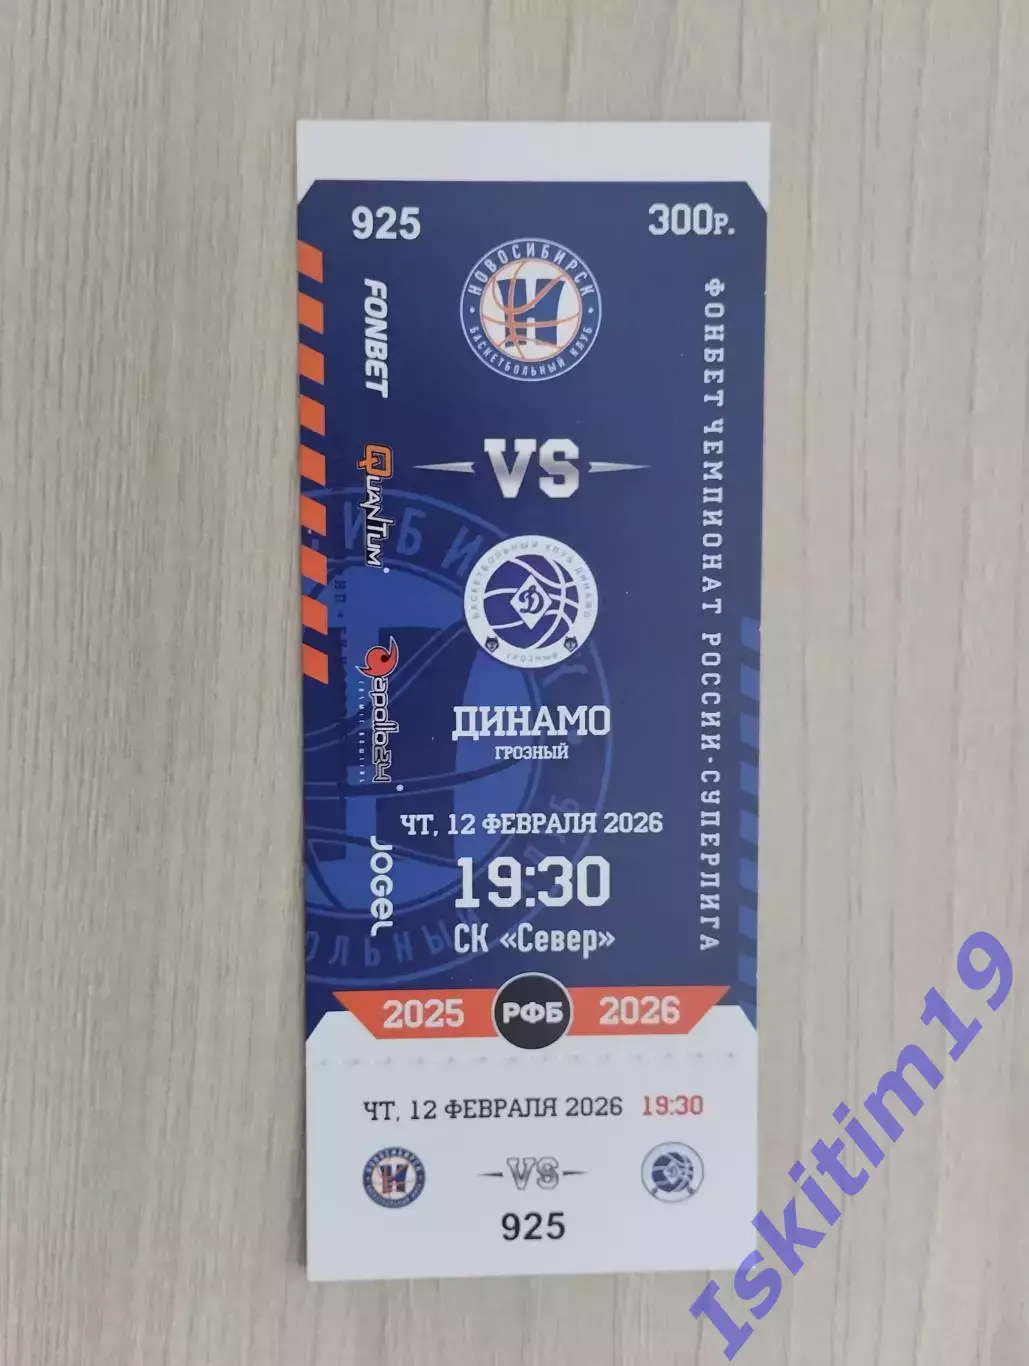 925
300Р.
НОВОСИБИРСК
БАСКЕТБОЛЬНЫЙ КЛУБ
FONBET
QUANTUM
apollo24
JOGEL
VS
БАСКЕТБОЛЬНЫЙ КЛУБ ДИНАМО
Д
ГРОЗНЫЙ
ДИНАМО
ГРОЗНЫЙ
ЧТ, 12 ФЕВРАЛЯ 2026
19:30
СК «Север»
ФОНБЕТ ЧЕМПИОНАТ РОССИИ-СУПЕРЛИГА
2025
РФБ
2026
ЧТ, 12 ФЕВРАЛЯ 2026 19:30
НОВОСИБИРСК
VS
925
Iskitim19